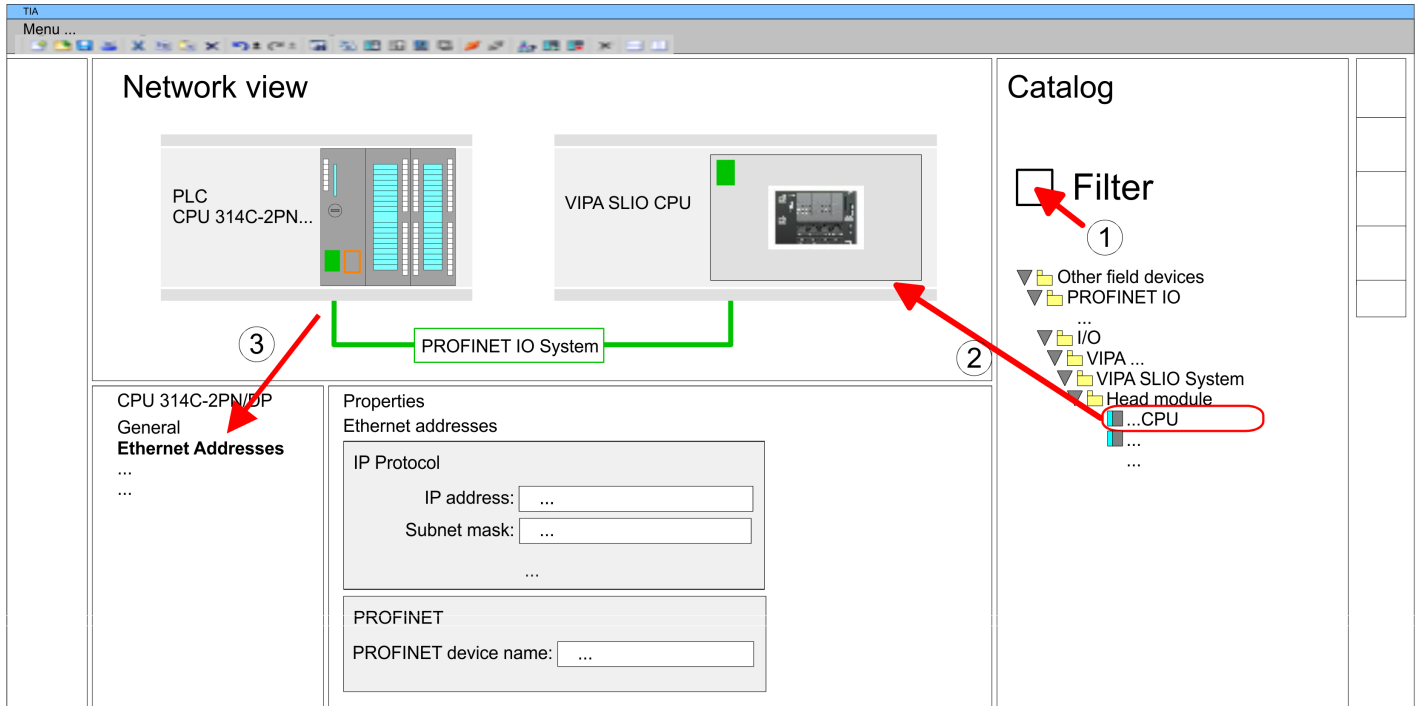 TIA
Menu ...
Network view
PLC
CPU 314C-2PN...
VIPA SLIO CPU
PROFINET IO System
3
2
Catalog
Filter
1
Other field devices
PROFINET IO
...
I/O
VIPA ...
VIPA SLIO System
Head module
...CPU
...
...
CPU 314C-2PN/DP
General
Ethernet Addresses
...
...
Properties
Ethernet addresses
IP Protocol
IP address: ...
Subnet mask: ...
...
PROFINET
PROFINET device name: ...